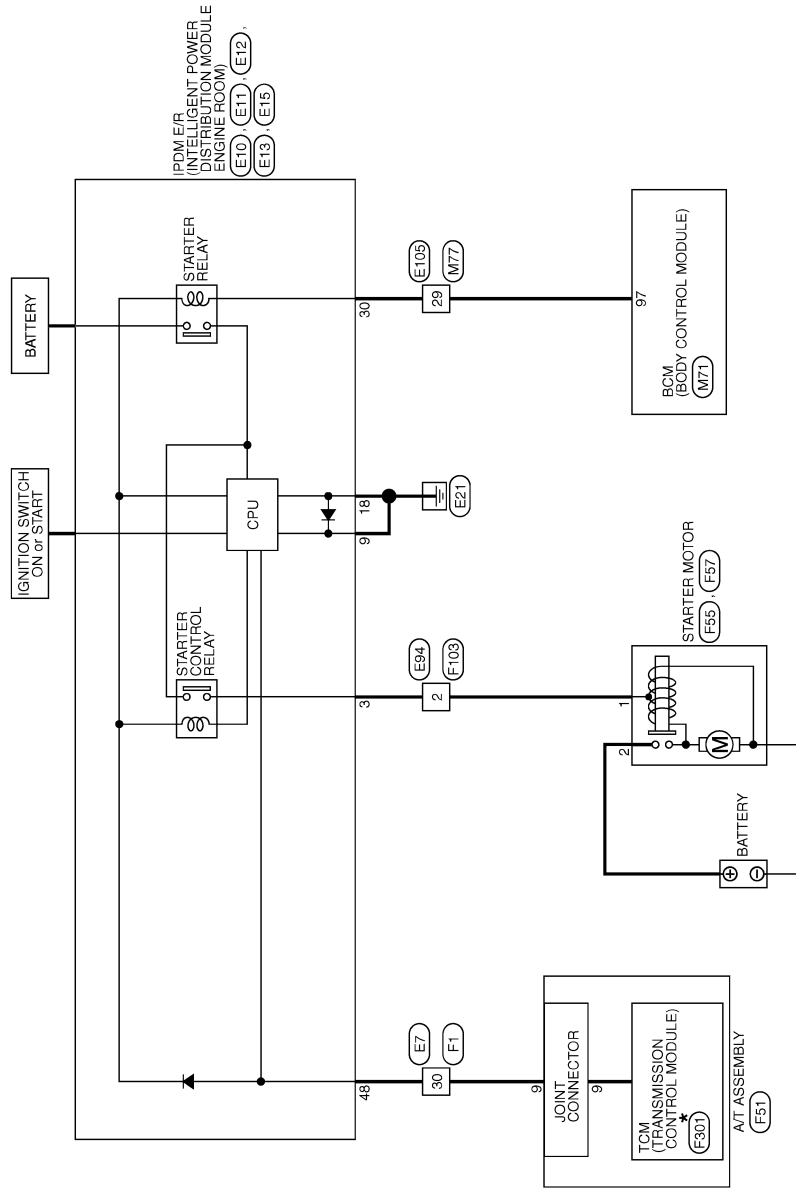 BATTERY
IGNITION SWITCH
ON or START
IPDM E/R
(INTELLIGENT POWER
DISTRIBUTION MODULE
ENGINE ROOM)
E10 , E11 , E12 ,
E13 , E15
STARTER
RELAY
STARTER
CONTROL
RELAY
CPU
48
3
9
18
30
E7
30
F1
E94
2
F103
E21
E105
29
M77
9
JOINT
CONNECTOR
9
TCM
(TRANSMISSION
CONTROL MODULE)
*
F301
A/T ASSEMBLY
F51
BATTERY
+
−
2
1
M
STARTER MOTOR
F55 , F57
97
BCM
(BODY CONTROL MODULE)
M71